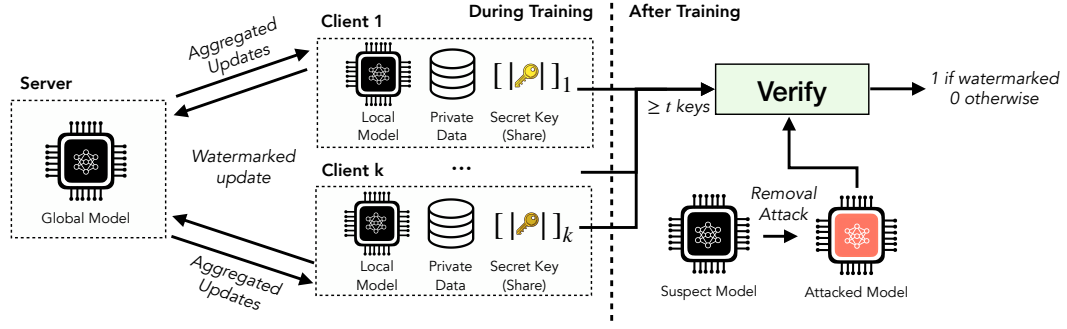 During Training
After Training
Server
Global Model
Aggregated
Updates
Watermarked
update
Aggregated
Updates
Client 1
Local
Model
Private
Data
[|🔑|]1
Secret Key
(Share)
...
Client k
Local
Model
Private
Data
[|🔑|]k
Secret Key
(Share)
≥ t keys
Verify
1 if watermarked
0 otherwise
Removal
Attack
Suspect Model
Attacked Model